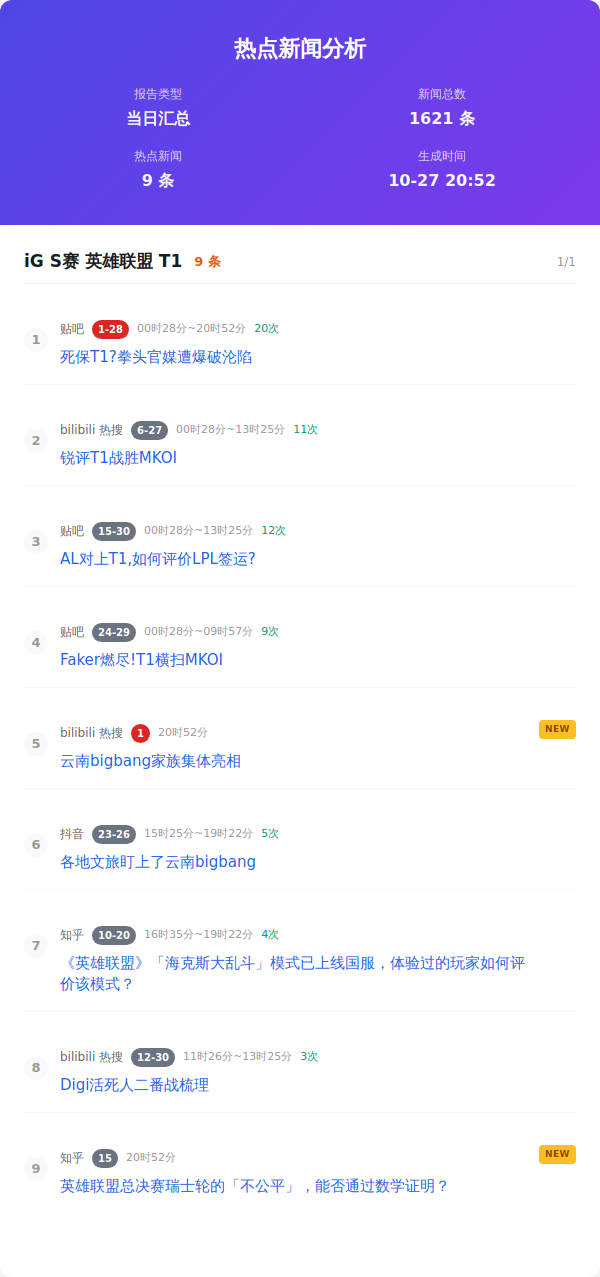 热点新闻分析
报告类型
新闻总数
当日汇总
1621 条
热点新闻
生成时间
9 条
10-27 20:52
iG S赛 英雄联盟 T1 9 条 1/1
1 贴吧 1-28 00时28分~20时52分 20次
死保T1?拳头官媒遭爆破沦陷
2 bilibili 热搜 6-27 00时28分~13时25分 11次
锐评T1战胜MKOI
3 贴吧 15-30 00时28分~13时25分 12次
AL对上T1,如何评价LPL签运?
4 贴吧 24-29 00时28分~09时57分 9次
Faker燃尽!T1横扫MKOI
5 bilibili 热搜 1 20时52分 NEW
云南bigbang家族集体亮相
6 抖音 23-26 15时25分~19时22分 5次
各地文旅盯上了云南bigbang
7 知乎 10-20 16时35分~19时22分 4次
《英雄联盟》「海克斯大乱斗」模式已上线国服，体验过的玩家如何评
价该模式？
8 bilibili 热搜 12-30 11时26分~13时25分 3次
Digi活死人二番战梳理
9 知乎 15 20时52分 NEW
英雄联盟总决赛瑞士轮的「不公平」，能否通过数学证明？